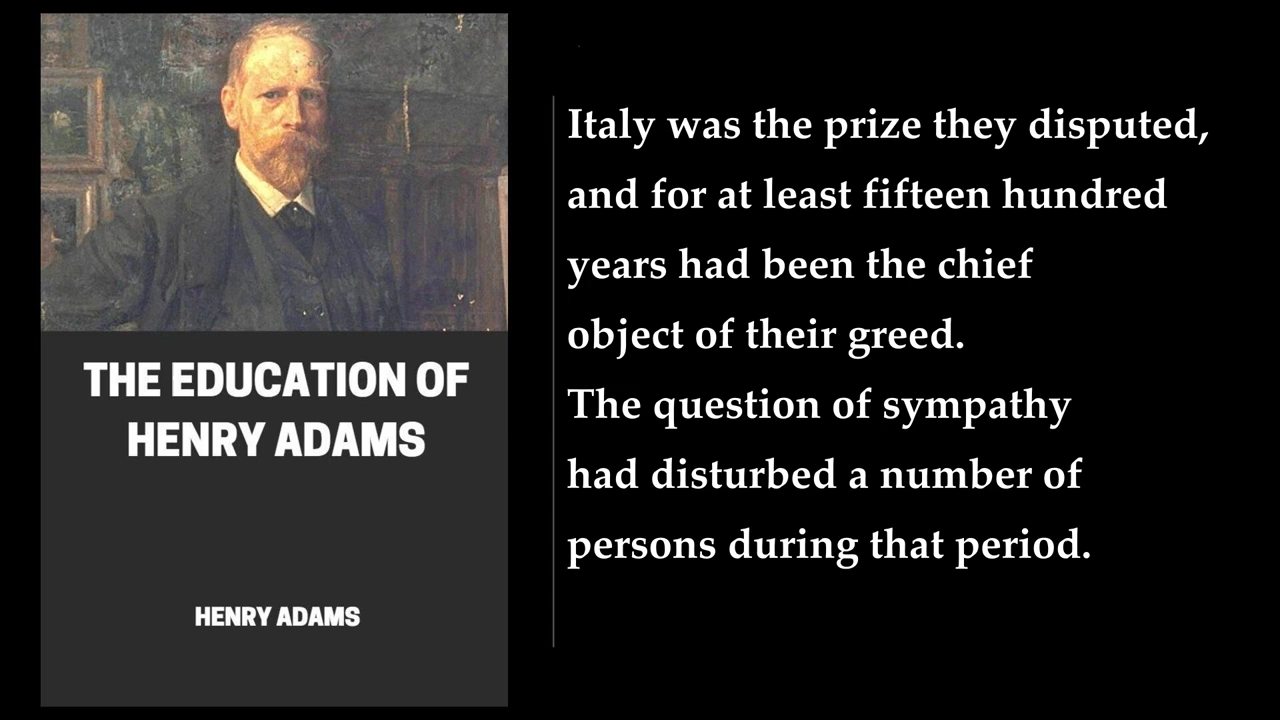 THE EDUCATION OF
HENRY ADAMS
HENRY ADAMS
Italy was the prize they disputed,
and for at least fifteen hundred
years had been the chief
object of their greed.
The question of sympathy
had disturbed a number of
persons during that period.